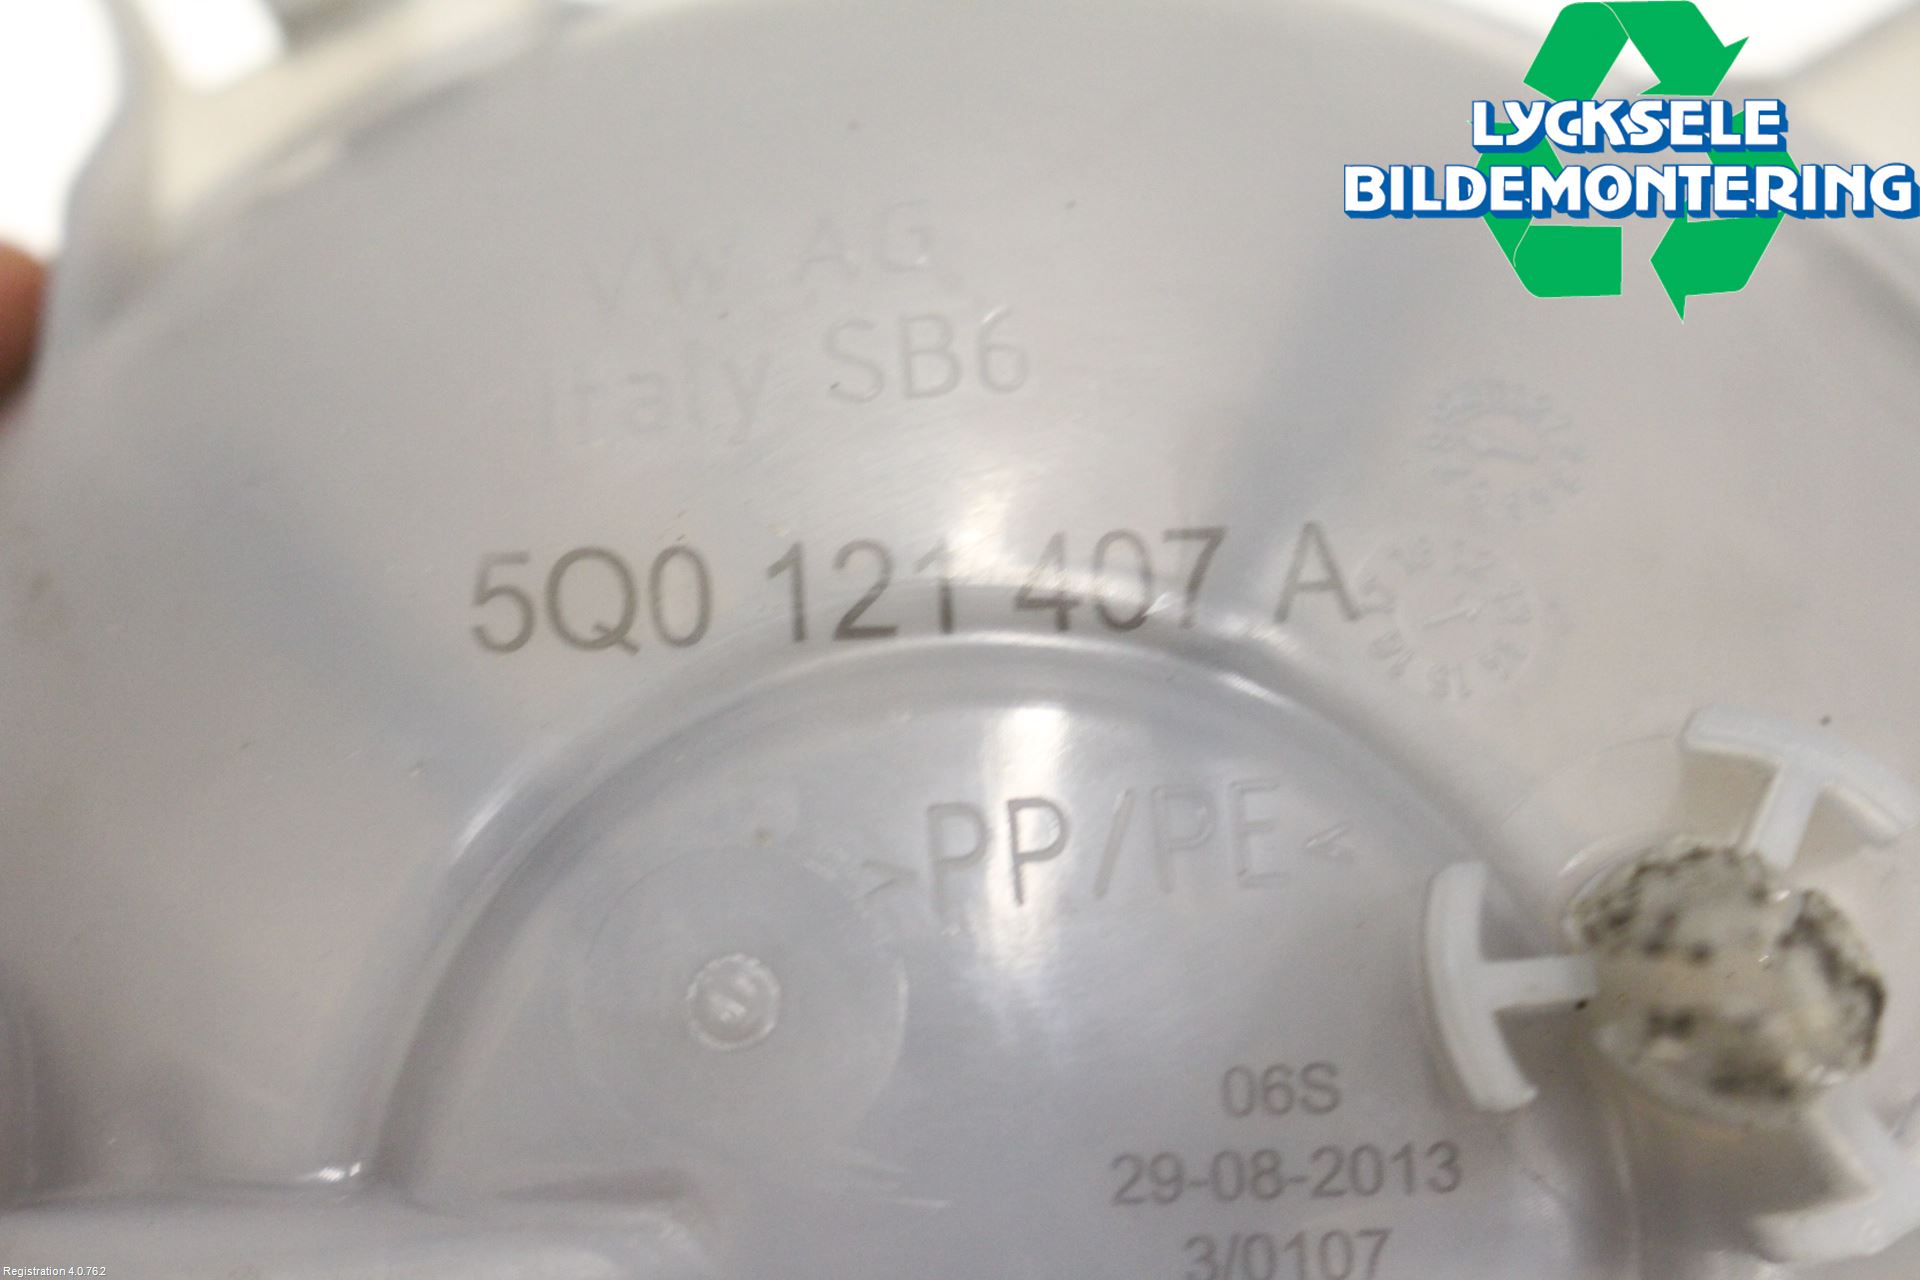 LYCKSELE
BILDEMONTERING
VW AG
Italy SB6
5Q0 121 407 A
>PP/PE<
06S
29-08-2013
3/0107
Registration 4.0.762